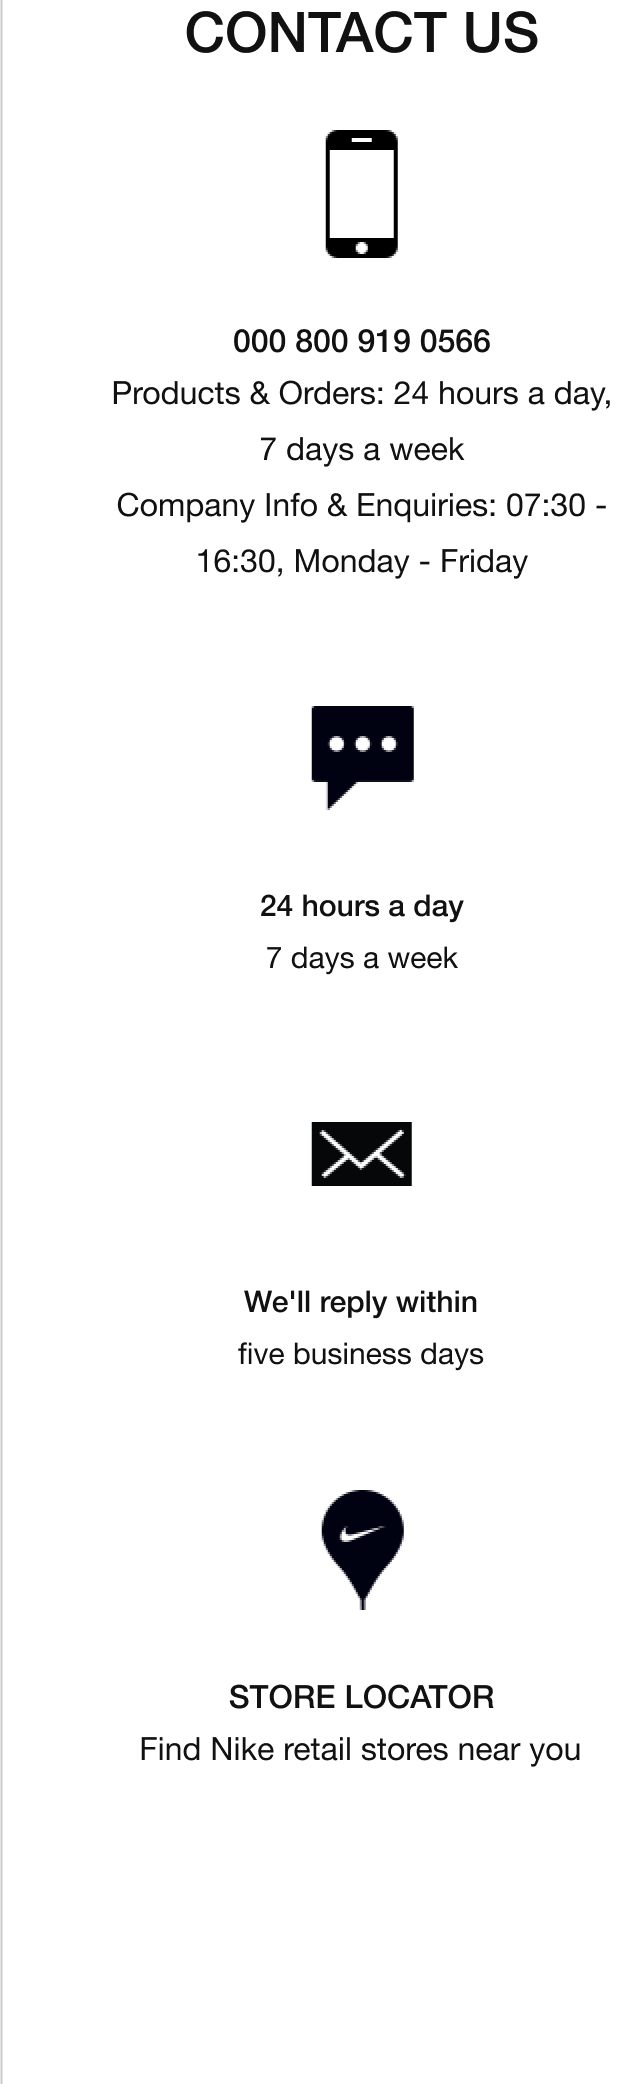 CONTACT US
000 800 919 0566
Products & Orders: 24 hours a day,
7 days a week
Company Info & Enquiries: 07:30 -
16:30, Monday - Friday
24 hours a day
7 days a week
We'll reply within
five business days
STORE LOCATOR
Find Nike retail stores near you